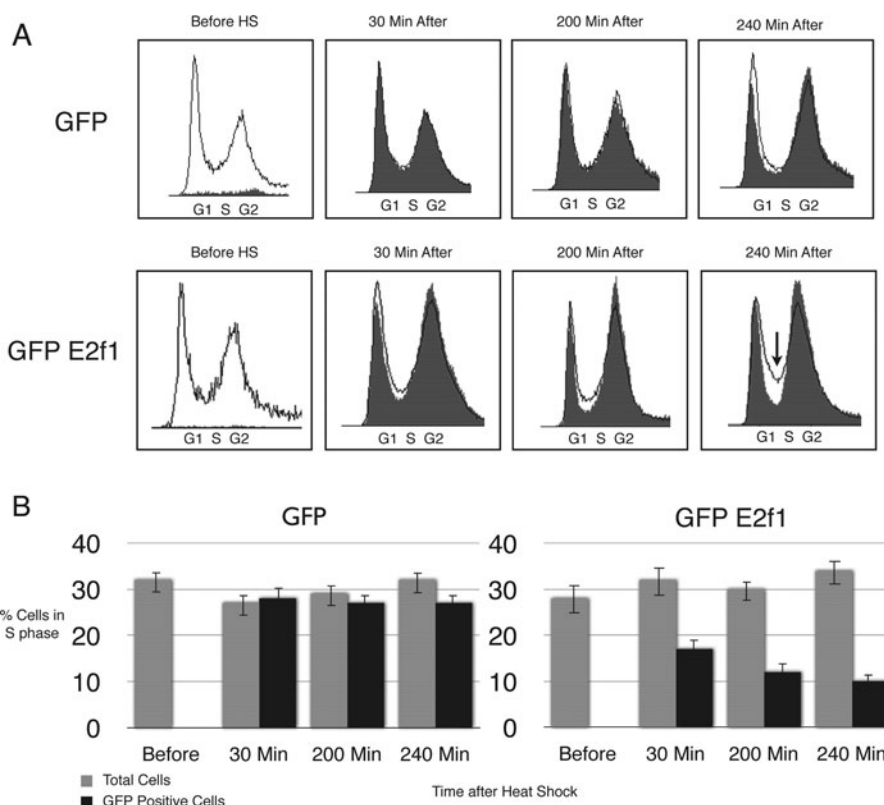 A
Before HS
30 Min After
200 Min After
240 Min After
GFP
G1 S G2
G1 S G2
G1 S G2
G1 S G2
Before HS
30 Min After
200 Min After
240 Min After
GFP E2f1
G1 S G2
G1 S G2
G1 S G2
G1 S G2
B
GFP
GFP E2f1
% Cells in
S phase
40
30
20
10
0
40
30
20
10
0
Before
30 Min
200 Min
240 Min
Before
30 Min
200 Min
240 Min
Total Cells
GFP Positive Cells
Time after Heat Shock